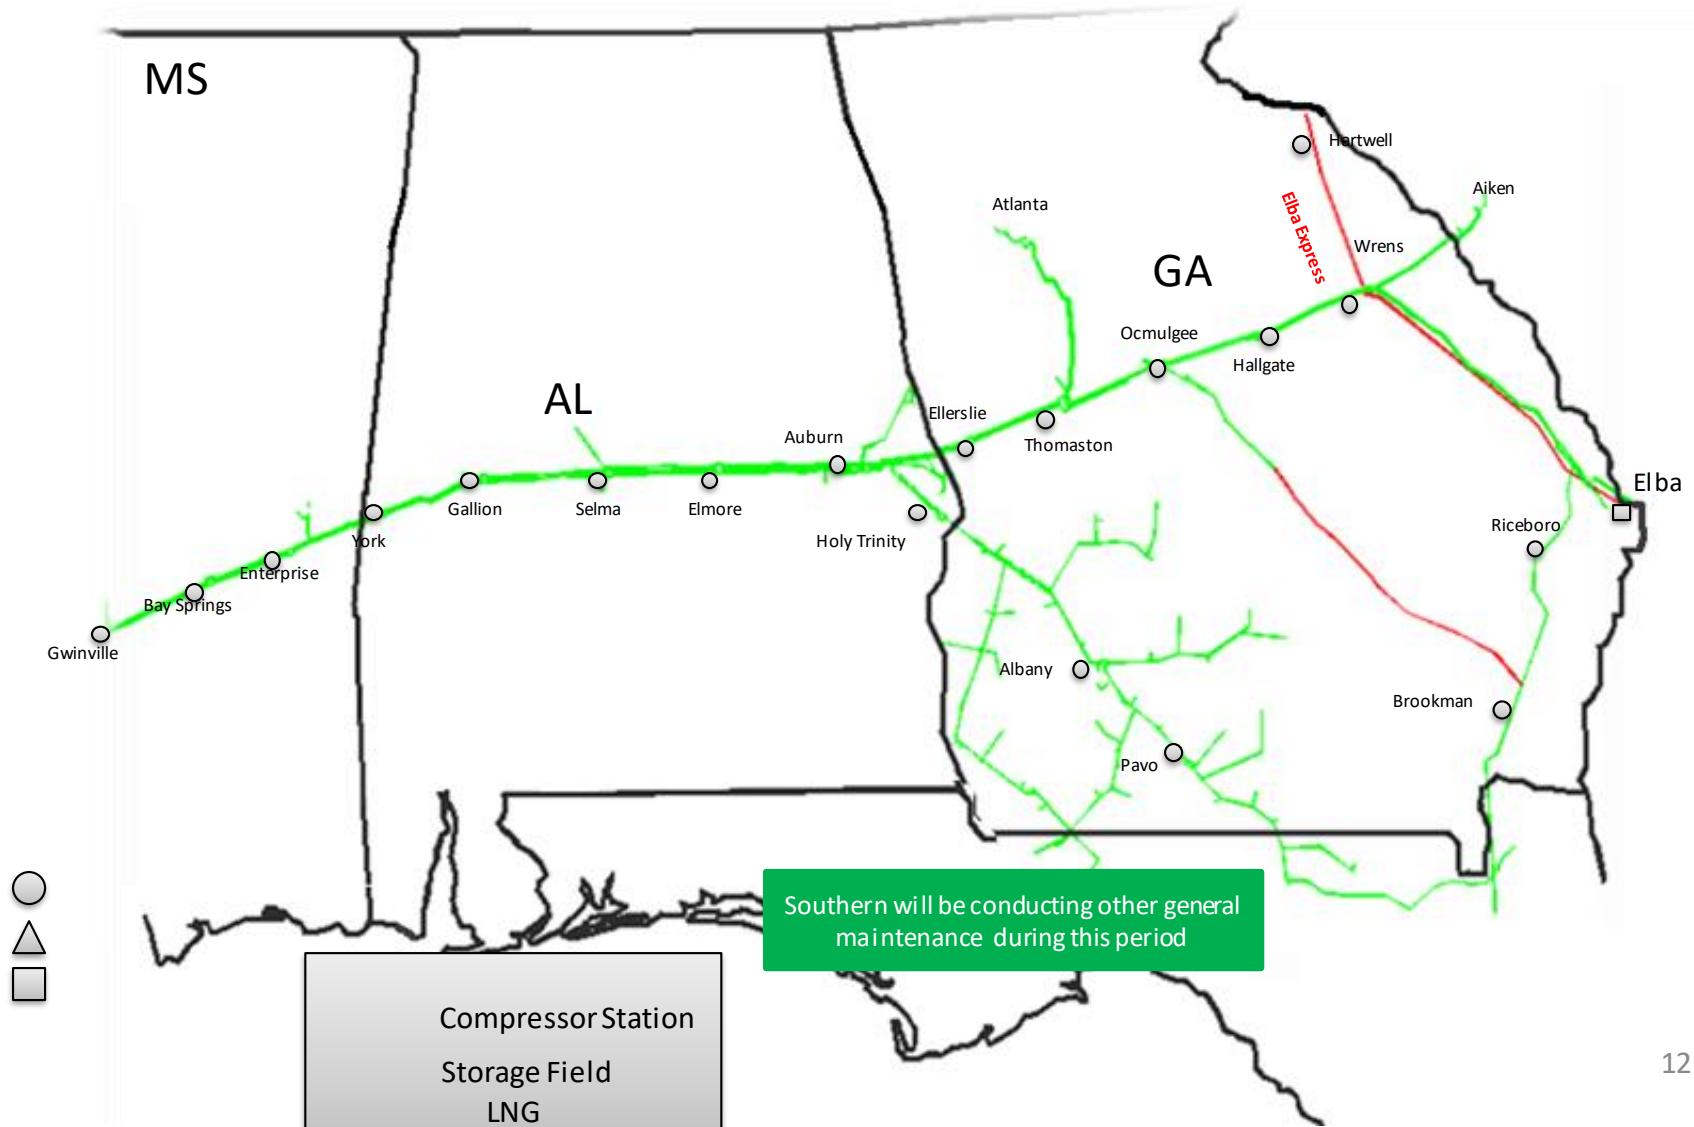 MS
Hartwell
Aiken
Atlanta
Elba Express
Wrens
GA
Ocmulgee
Hallgate
AL
Ellerslie
Auburn
Thomaston
Elba
Gallion
Selma
Elmore
Riceboro
York
Holy Trinity
Enterprise
Bay Springs
Gwinville
Albany
Brookman
Pavo
Southern will be conducting other general
maintenance during this period
Compressor Station
Storage Field
LNG
12